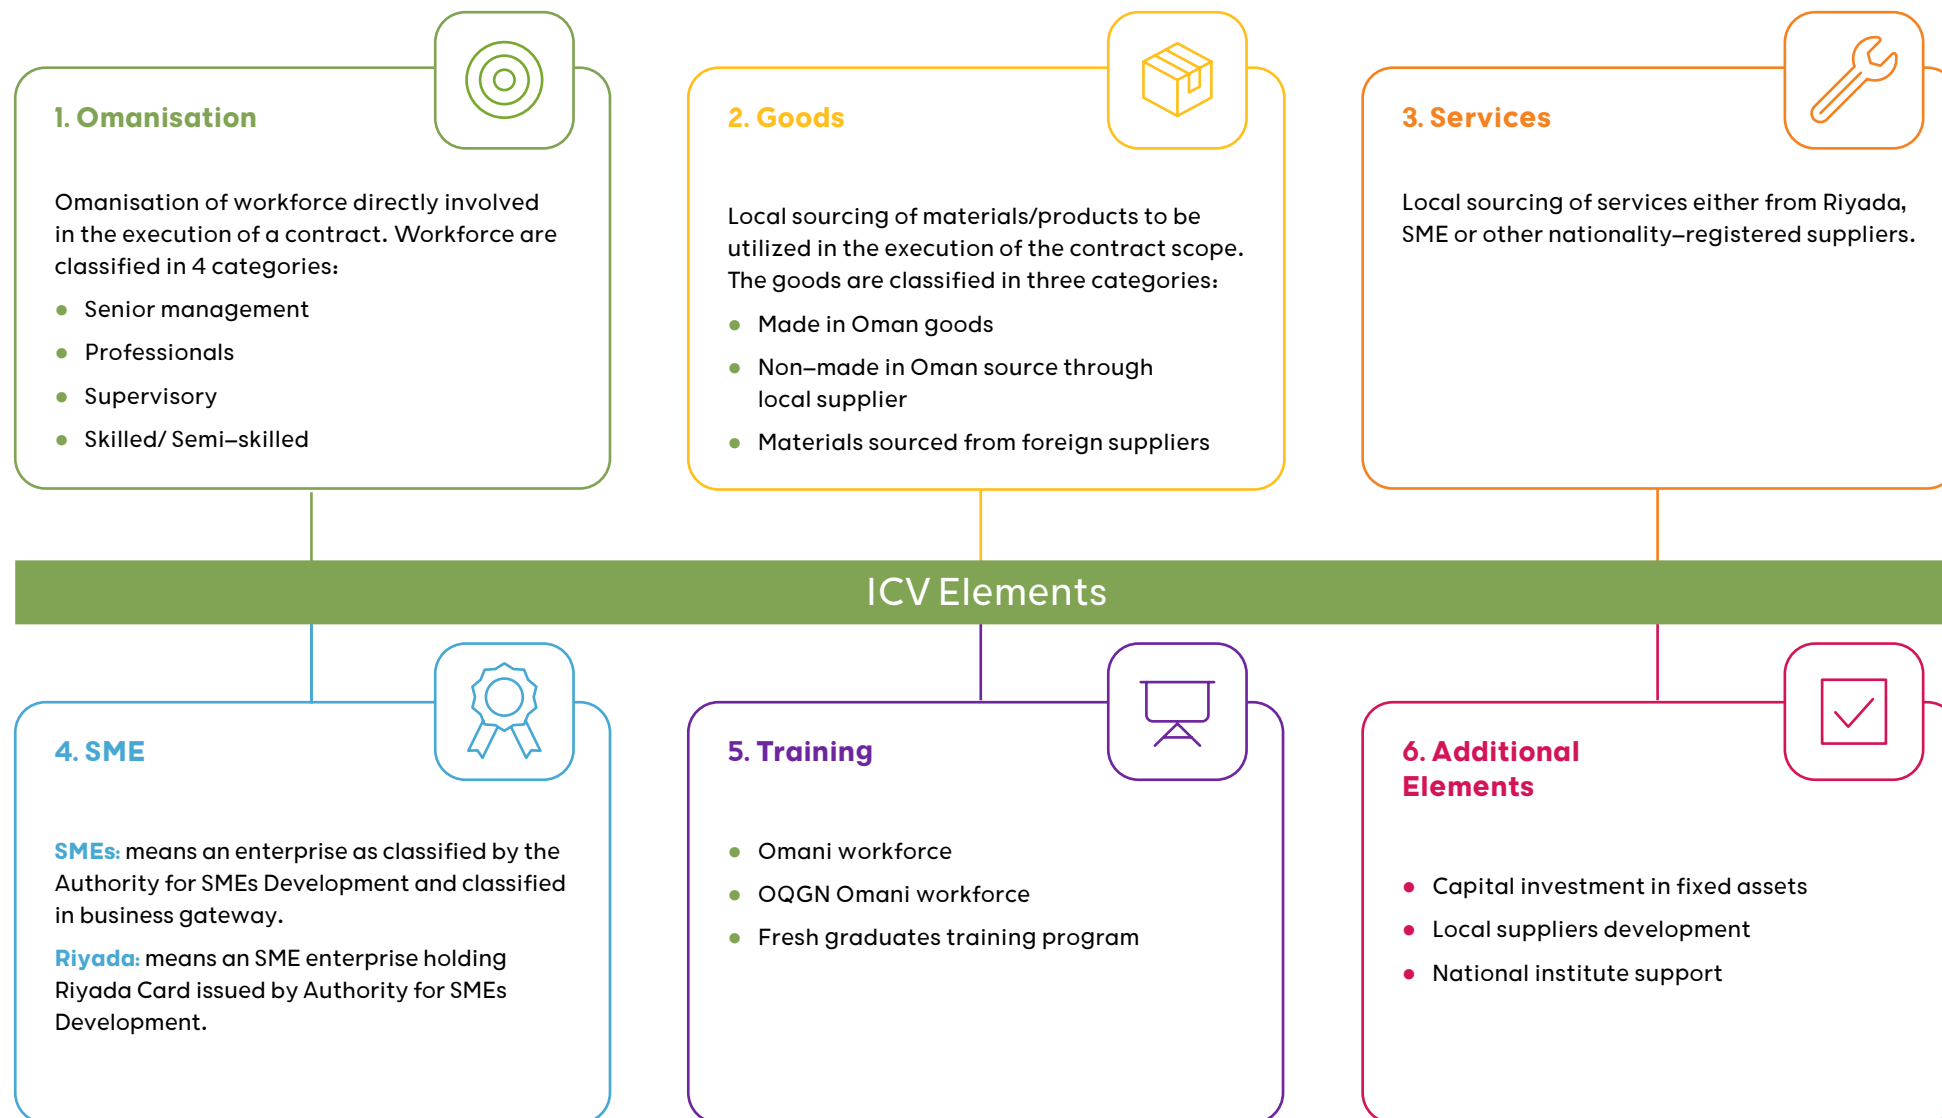 1. Omanisation
Omanisation of workforce directly involved
in the execution of a contract. Workforce are
classified in 4 categories:
● Senior management
● Professionals
● Supervisory
● Skilled/ Semi–skilled
2. Goods
Local sourcing of materials/products to be
utilized in the execution of the contract scope.
The goods are classified in three categories:
● Made in Oman goods
● Non–made in Oman source through
local supplier
● Materials sourced from foreign suppliers
3. Services
Local sourcing of services either from Riyada,
SME or other nationality–registered suppliers.
ICV Elements
4. SME
SMEs: means an enterprise as classified by the
Authority for SMEs Development and classified
in business gateway.
Riyada: means an SME enterprise holding
Riyada Card issued by Authority for SMEs
Development.
5. Training
● Omani workforce
● OQGN Omani workforce
● Fresh graduates training program
6. Additional
Elements
● Capital investment in fixed assets
● Local suppliers development
● National institute support